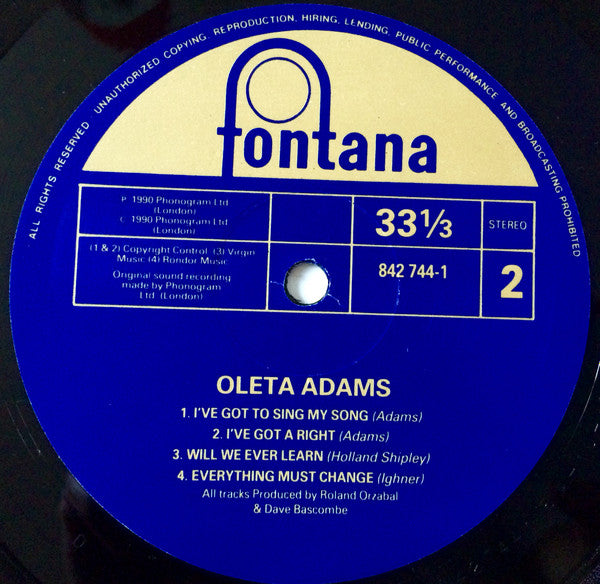 ALL RIGHTS RESERVED UNAUTHORIZED COPYING, REPRODUCTION, HIRING, LENDING, PUBLIC PERFORMANCE AND BROADCASTING PROHIBITED
fontana
P 1990 Phonogram Ltd
(London)
C 1990 Phonogram Ltd
(London)
33⅓
STEREO
(1 & 2) Copyright Control (3) Virgin
Music (4) Rondor Music
Original sound recording
made by Phonogram
Ltd. (London)
842 744-1
2
OLETA ADAMS
1. I'VE GOT TO SING MY SONG (Adams)
2. I'VE GOT A RIGHT (Adams)
3. WILL WE EVER LEARN (Holland Shipley)
4. EVERYTHING MUST CHANGE (Ighner)
All tracks Produced by Roland Orzabal
& Dave Bascombe